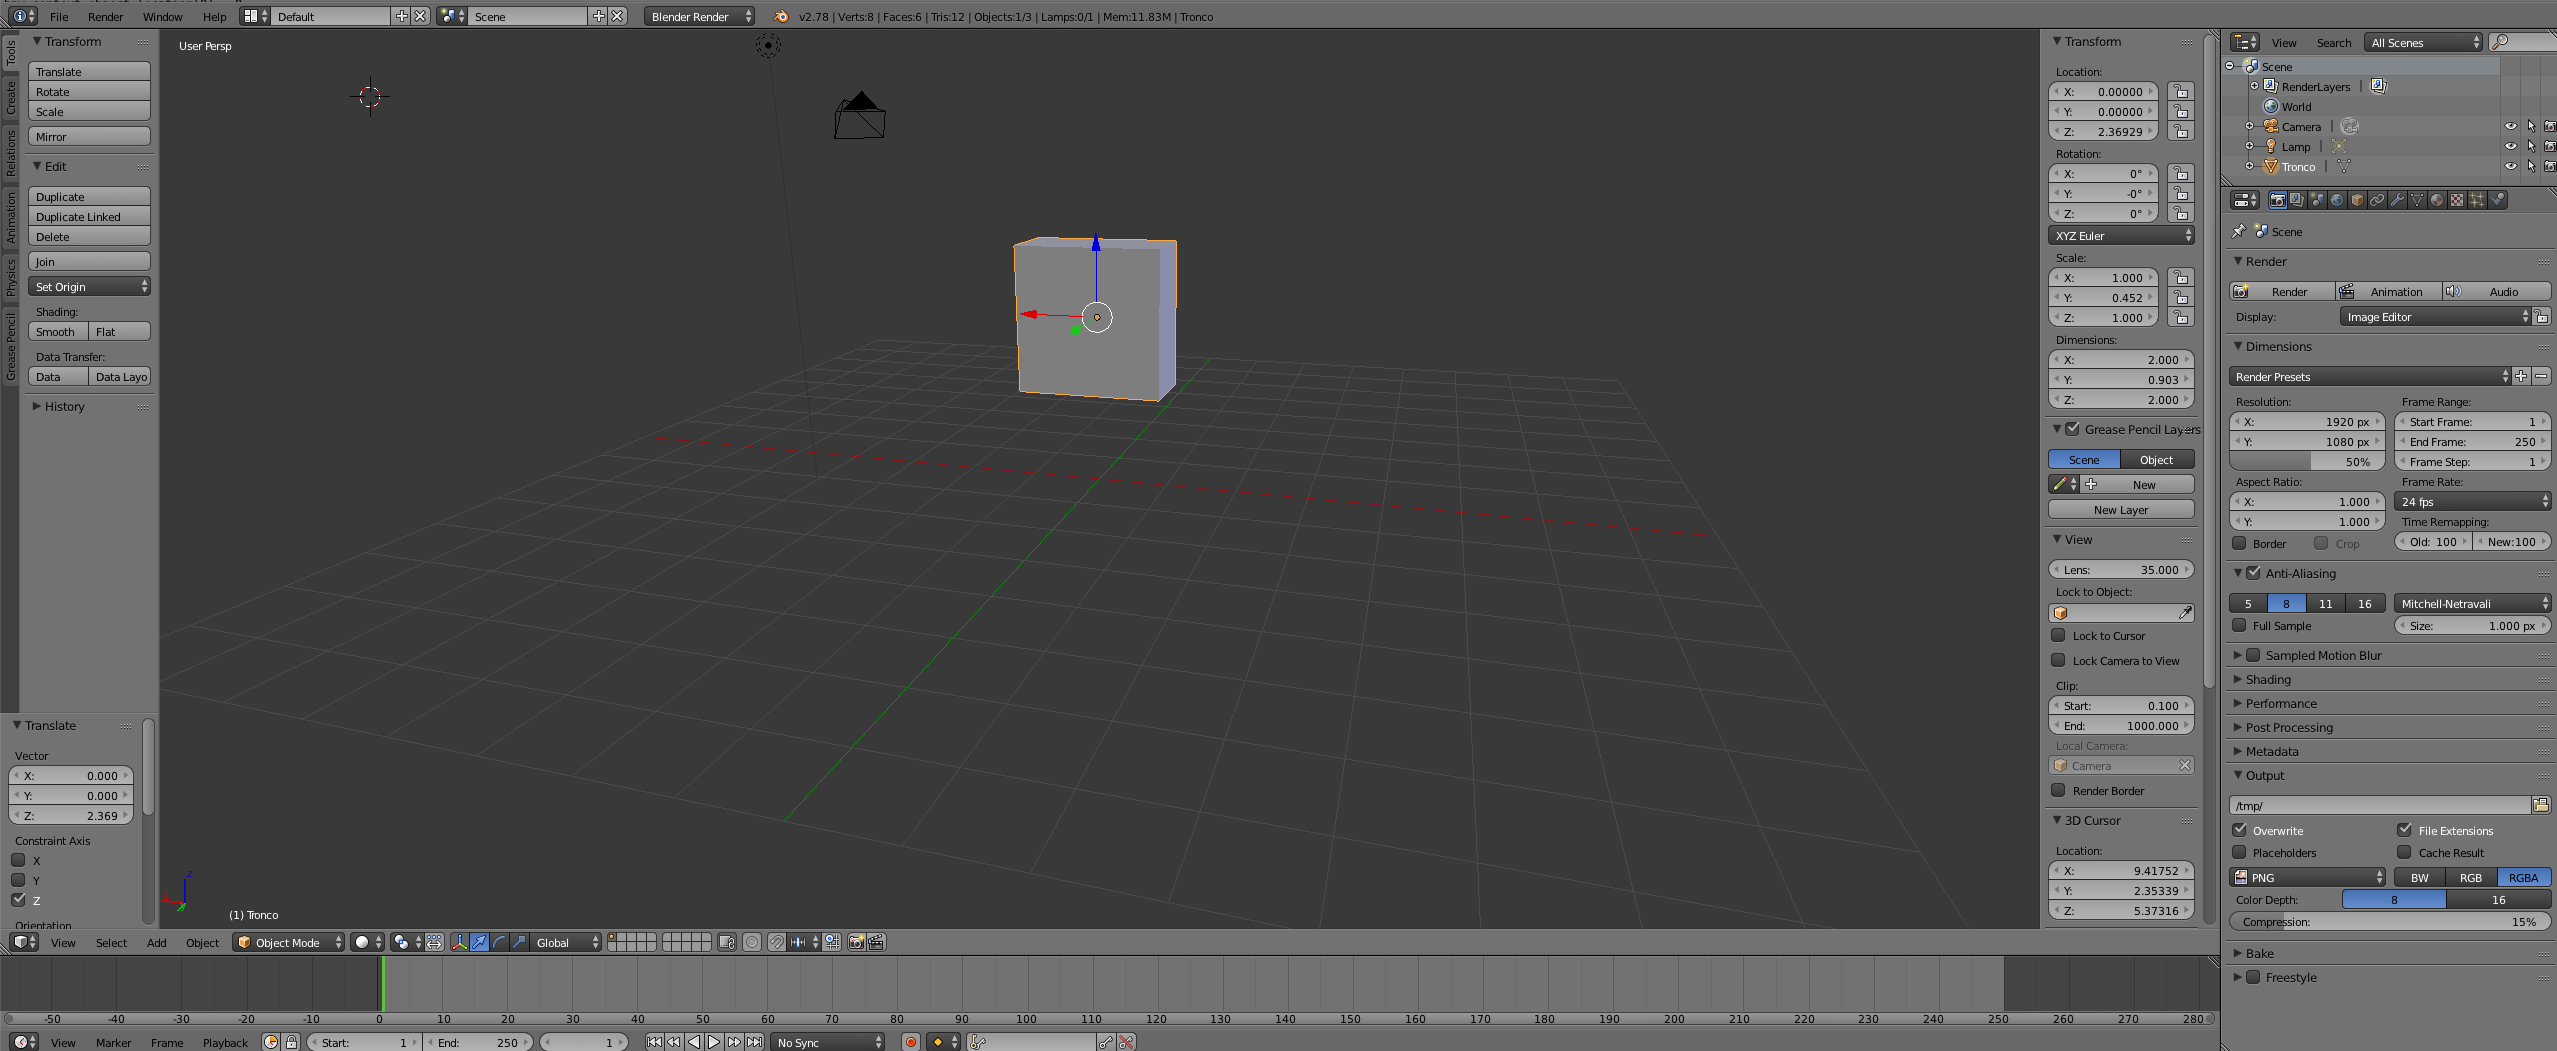 File Render Window Help Default Scene Blender Render v2.78 | Verts:8 | Faces:6 | Tris:12 | Objects:1/3 | Lamps:0/1 | Mem:11.83M | Tronco
Tools
Create
Relations
Animation
Physics
Grease Pencil
Transform
Translate
Rotate
Scale
Mirror
Edit
Duplicate
Duplicate Linked
Delete
Join
Set Origin
Shading:
Smooth Flat
Data Transfer:
Data Data Layo
History
Translate
Vector
X: 0.000
Y: 0.000
Z: 2.369
Constraint Axis
X
Y
Z
Orientation
User Persp
z
(1) Tronco
View Select Add Object Object Mode Global
Transform
Location:
X: 0.00000
Y: 0.00000
Z: 2.36929
Rotation:
X: 0°
Y: -0°
Z: 0°
XYZ Euler
Scale:
X: 1.000
Y: 0.452
Z: 1.000
Dimensions:
X: 2.000
Y: 0.903
Z: 2.000
Grease Pencil Layers
Scene Object
New
New Layer
View
Lens: 35.000
Lock to Object:
Lock to Cursor
Lock Camera to View
Clip:
Start: 0.100
End: 1000.000
Local Camera:
Camera
Render Border
3D Cursor
Location:
X: 9.41752
Y: 2.35339
Z: 5.37316
View Search All Scenes
Scene
RenderLayers |
World
Camera |
Lamp |
Tronco |
Scene
Render
Render Animation Audio
Display: Image Editor
Dimensions
Render Presets
Resolution: Frame Range:
X: 1920 px Start Frame: 1
Y: 1080 px End Frame: 250
50% Frame Step: 1
Aspect Ratio: Frame Rate:
X: 1.000 24 fps
Y: 1.000 Time Remapping:
Border Crop Old: 100 New:100
Anti-Aliasing
5 8 11 16 Mitchell-Netravali
Full Sample Size: 1.000 px
Sampled Motion Blur
Shading
Performance
Post Processing
Metadata
Output
/tmp/
Overwrite File Extensions
Placeholders Cache Result
PNG BW RGB RGBA
Color Depth: 8 16
Compression: 15%
Bake
Freestyle
-50 -40 -30 -20 -10 0 10 20 30 40 50 60 70 80 90 100 110 120 130 140 150 160 170 180 190 200 210 220 230 240 250 260 270 280
View Marker Frame Playback Start: 1 End: 250 1 No Sync